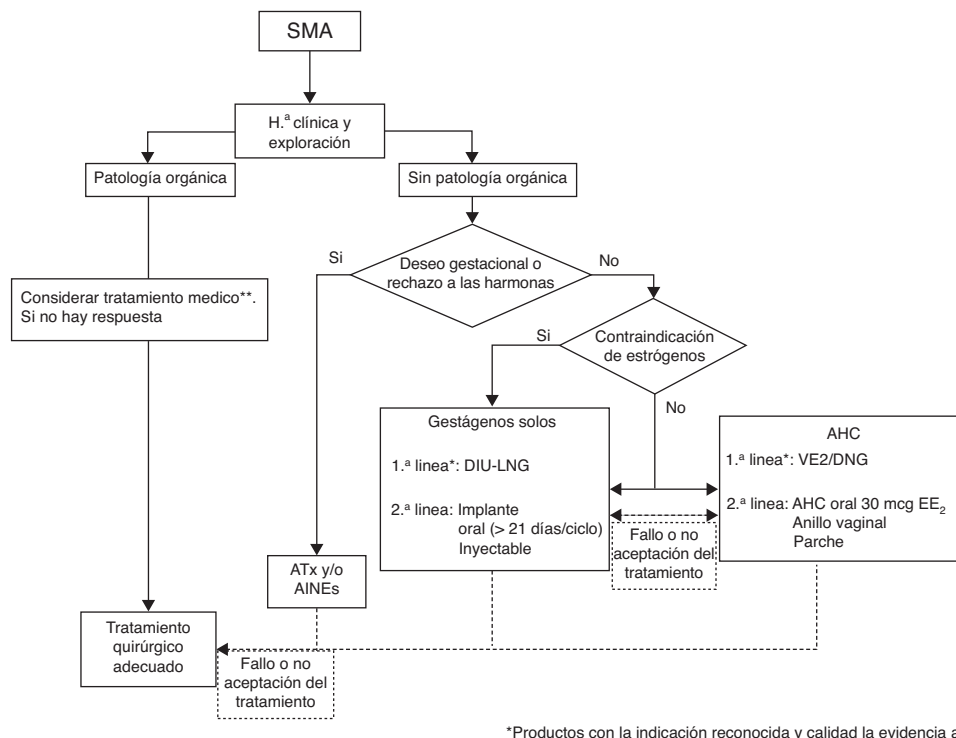 SMA
H.ª clínica y
exploración
Patología orgánica
Sin patología orgánica
Si
Deseo gestacional o
rechazo a las harmonas
No
Considerar tratamiento medico**.
Si no hay respuesta
Si
Contraindicación
de estrógenos
No
Gestágenos solos
1.ª linea*: DIU-LNG
2.ª linea: Implante
oral (> 21 días/ciclo)
Inyectable
AHC
1.ª linea*: VE2/DNG
2.ª linea: AHC oral 30 mcg EE₂
Anillo vaginal
Parche
Fallo o no
aceptación del
tratamiento
ATx y/o
AINEs
Tratamiento
quirúrgico
adecuado
Fallo o no
aceptación del
tratamiento
*Productos con la indicación reconocida y calidad la evidencia a